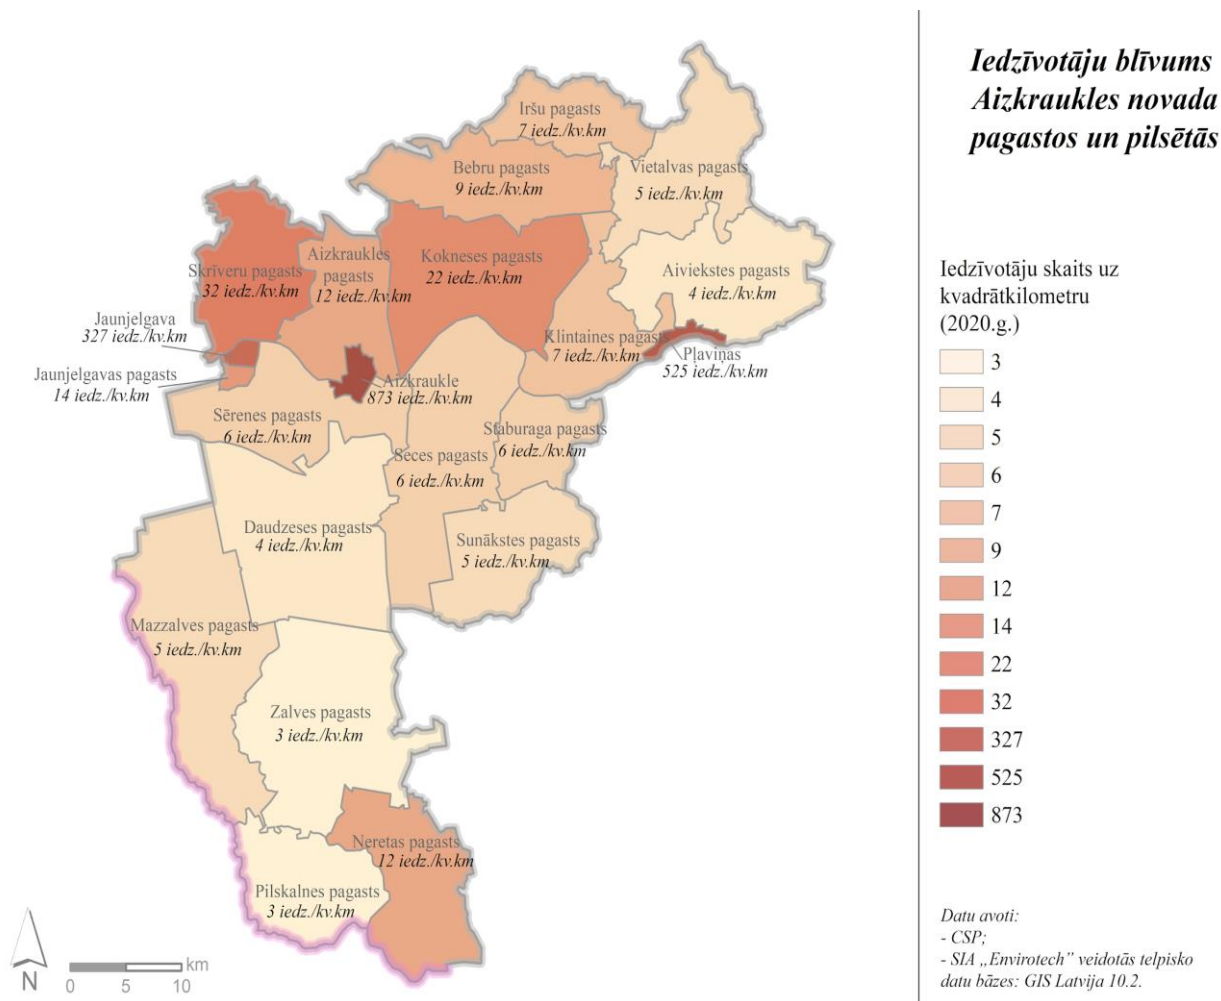 Iedzīvotāju blīvums
Aizkraukles novada
pagastos un pilsētās
Iršu pagasts
7 iedz./kv.km
Bebru pagasts
9 iedz./kv.km
Vietalvas pagasts
5 iedz./kv.km
Skrīveru pagasts
32 iedz./kv.km
Aizkraukles
pagasts
12 iedz./kv.km
Kokneses pagasts
22 iedz./kv.km
Aiviekstes pagasts
4 iedz./kv.km
Jaunjelgava
327 iedz./kv.km
Klintaines pagasts
7 iedz./kv.km
Pļaviņas
525 iedz./kv.km
Jaunjelgavas pagasts
14 iedz./kv.km
Aizkraukle
873 iedz./kv.km
Sērenes pagasts
6 iedz./kv.km
Staburaga pagasts
6 iedz./kv.km
Seces pagasts
6 iedz./kv.km
Daudzeses pagasts
4 iedz./kv.km
Sunākstes pagasts
5 iedz./kv.km
Mazzalves pagasts
5 iedz./kv.km
Zalves pagasts
3 iedz./kv.km
Neretas pagasts
12 iedz./kv.km
Pilskalnes pagasts
3 iedz./kv.km
N
km
0 5 10
Iedzīvotāju skaits uz
kvadrātkilometru
(2020.g.)
3
4
5
6
7
9
12
14
22
32
327
525
873
Datu avoti:
- CSP;
- SIA „Envirotech” veidotās telpisko
datu bāzes: GIS Latvija 10.2.